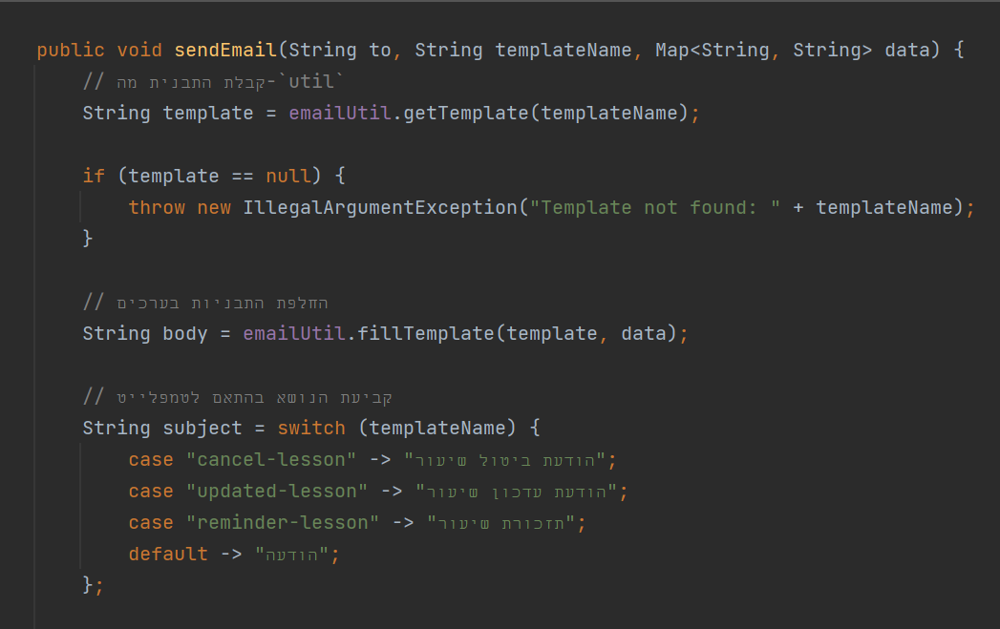 public void sendEmail(String to, String templateName, Map<String, String> data) {
// קבלת התבנית מה-`util`
String template = emailUtil.getTemplate(templateName);
if (template == null) {
throw new IllegalArgumentException("Template not found: " + templateName);
}
// החלפת התבניות בערכים
String body = emailUtil.fillTemplate(template, data);
// קביעת הנושא בהתאם לטמפלייט
String subject = switch (templateName) {
case "cancel-lesson" -> "הודעת ביטול שיעור";
case "updated-lesson" -> "הודעת עדכון שיעור";
case "reminder-lesson" -> "תזכורת שיעור";
default -> "הודעה";
};